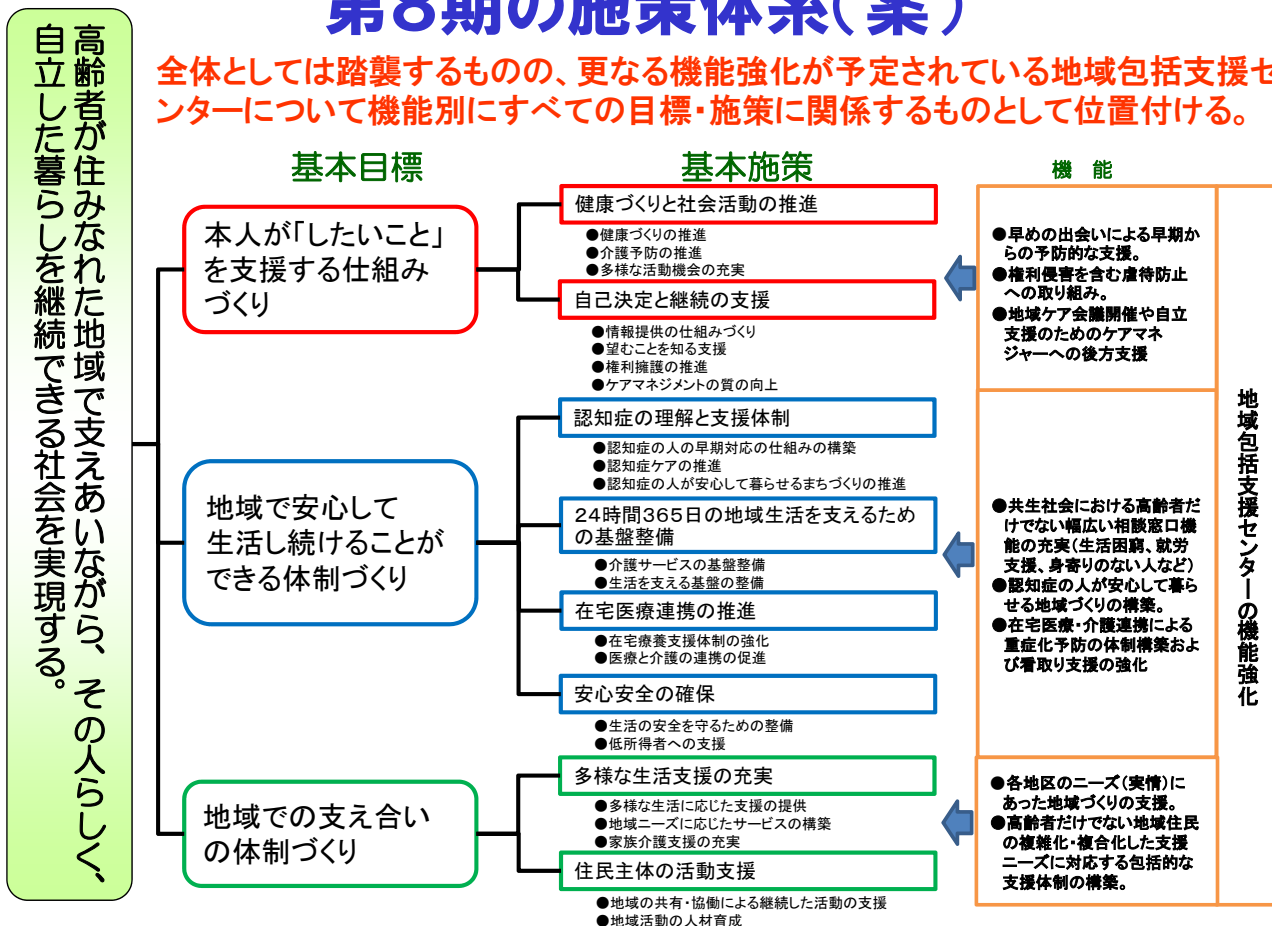 第8期の施策体系(案)
全体としては踏襲するものの、更なる機能強化が予定されている地域包括支援セ
ンターについて機能別にすべての目標・施策に関係するものとして位置付ける。
高齢者が住みなれた地域で支えあいながら、その人らしく、
自立した暮らしを継続できる社会を実現する。
基本目標
基本施策
機 能
本人が「したいこと」
を支援する仕組み
づくり
健康づくりと社会活動の推進
●健康づくりの推進
●介護予防の推進
●多様な活動機会の充実
自己決定と継続の支援
●情報提供の仕組みづくり
●望むことを知る支援
●権利擁護の推進
●ケアマネジメントの質の向上
●早めの出会いによる早期か
らの予防的な支援。
●権利侵害を含む虐待防止
への取り組み。
●地域ケア会議開催や自立
支援のためのケアマネ
ジャーへの後方支援
地域で安心して
生活し続けることが
できる体制づくり
認知症の理解と支援体制
●認知症の人の早期対応の仕組みの構築
●認知症ケアの推進
●認知症の人が安心して暮らせるまちづくりの推進
24時間365日の地域生活を支えるため
の基盤整備
●介護サービスの基盤整備
●生活を支える基盤の整備
在宅医療連携の推進
●在宅療養支援体制の強化
●医療と介護の連携の促進
安心安全の確保
●生活の安全を守るための整備
●低所得者への支援
●共生社会における高齢者だ
けでない幅広い相談窓口機
能の充実(生活困窮、就労
支援、身寄りのない人など)
●認知症の人が安心して暮ら
せる地域づくりの構築。
●在宅医療・介護連携による
重症化予防の体制構築およ
び看取り支援の強化
地域での支え合い
の体制づくり
多様な生活支援の充実
●多様な生活に応じた支援の提供
●地域ニーズに応じたサービスの構築
●家族介護支援の充実
住民主体の活動支援
●地域の共有・協働による継続した活動の支援
●地域活動の人材育成
●各地区のニーズ(実情)に
あった地域づくりの支援。
●高齢者だけでない地域住民
の複雑化・複合化した支援
ニーズに対応する包括的な
支援体制の構築。
地域包括支援センターの機能強化